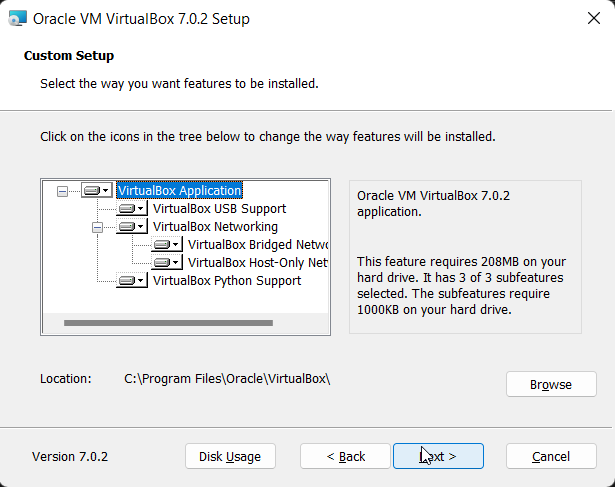 Oracle VM VirtualBox 7.0.2 Setup
Custom Setup
Select the way you want features to be installed.
Click on the icons in the tree below to change the way features will be installed.
VirtualBox Application
VirtualBox USB Support
VirtualBox Networking
VirtualBox Bridged Netwo
VirtualBox Host-Only Net
VirtualBox Python Support
Oracle VM VirtualBox 7.0.2
application.
This feature requires 208MB on your
hard drive. It has 3 of 3 subfeatures
selected. The subfeatures require
1000KB on your hard drive.
Location: C:\Program Files\Oracle\VirtualBox\
Browse
Version 7.0.2 Disk Usage < Back Next > Cancel